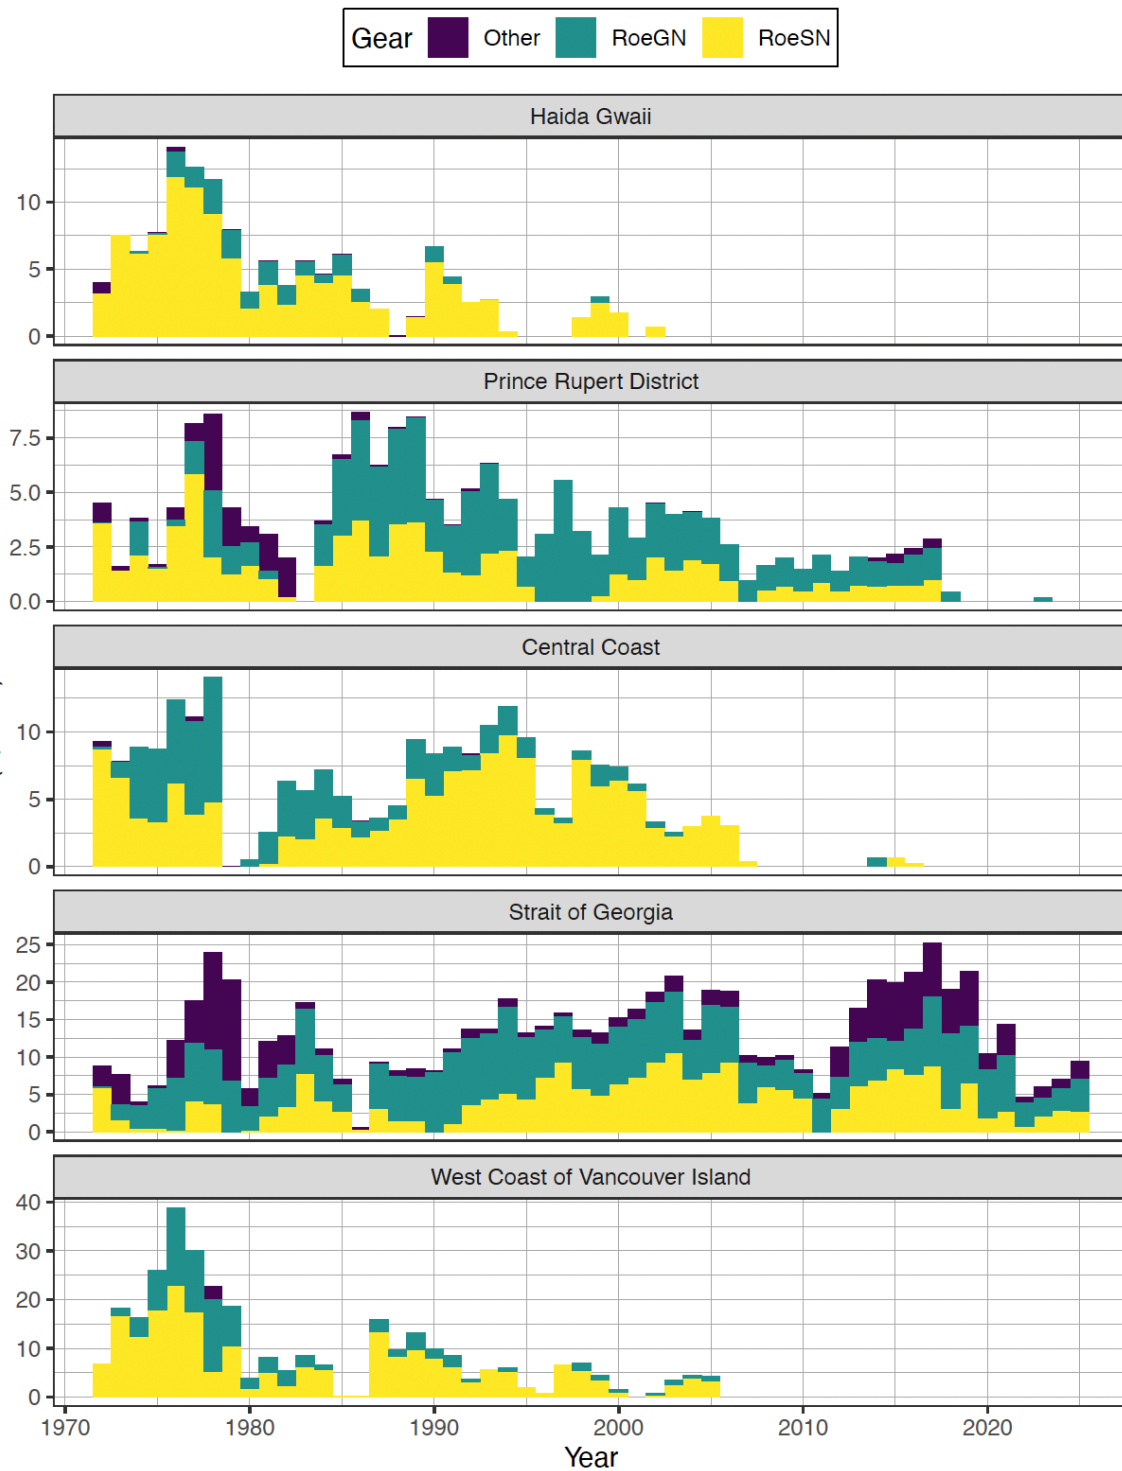 Gear Other RoeGN RoeSN
Haida Gwaii
10
5
0
Prince Rupert District
7.5
5.0
2.5
0.0
Central Coast
10
5
0
Strait of Georgia
25
20
15
10
5
0
West Coast of Vancouver Island
40
30
20
10
0
1970 1980 1990 2000 2010 2020
Year